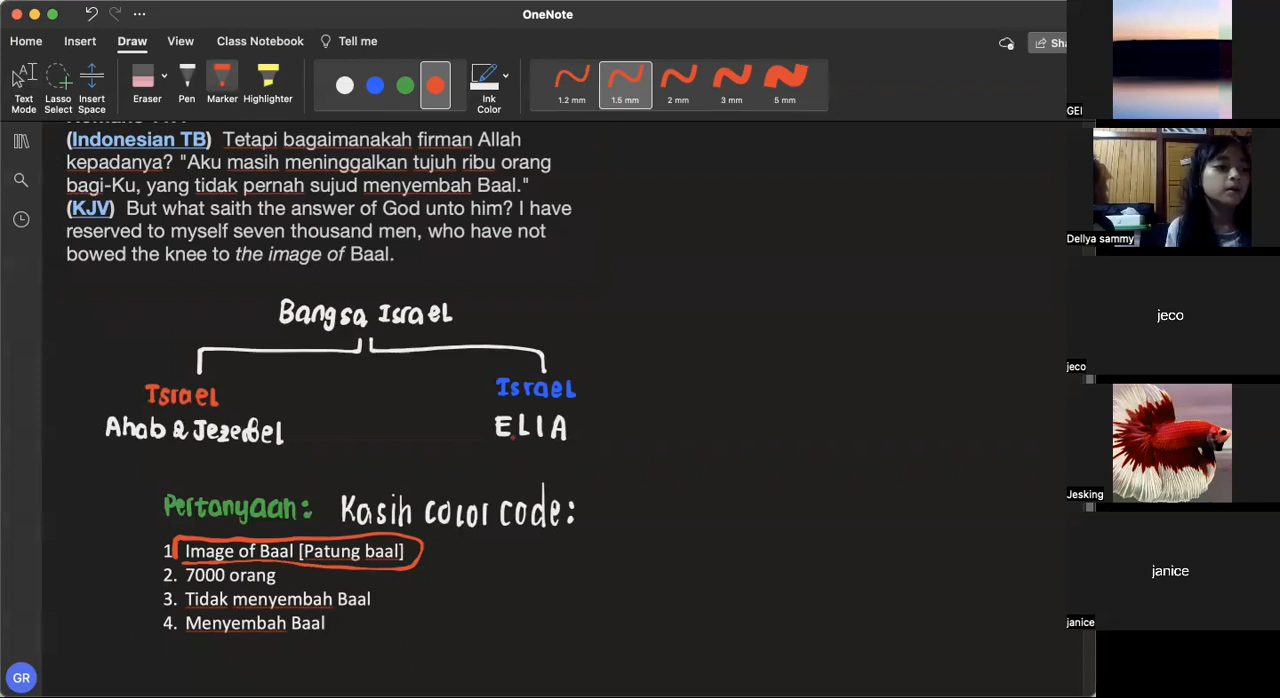 OneNote
Home Insert Draw View Class Notebook Tell me
Text Mode Lasso Select Insert Space Eraser Pen Marker Highlighter Ink Color 1.2 mm 1.5 mm 2 mm 3 mm 5 mm
(Indonesian TB) Tetapi bagaimanakah firman Allah
kepadanya? "Aku masih meninggalkan tujuh ribu orang
bagi-Ku, yang tidak pernah sujud menyembah Baal."
(KJV) But what saith the answer of God unto him? I have
reserved to myself seven thousand men, who have not
bowed the knee to the image of Baal.
Bangsa Israel
Israel Israel
Ahab & Jezebel ELIA
Pertanyaan: Kasih color code:
1 Image of Baal [Patung baal]
2. 7000 orang
3. Tidak menyembah Baal
4. Menyembah Baal
GR
GEI
Dellya sammy
jeco
jeco
Jesking
janice
janice